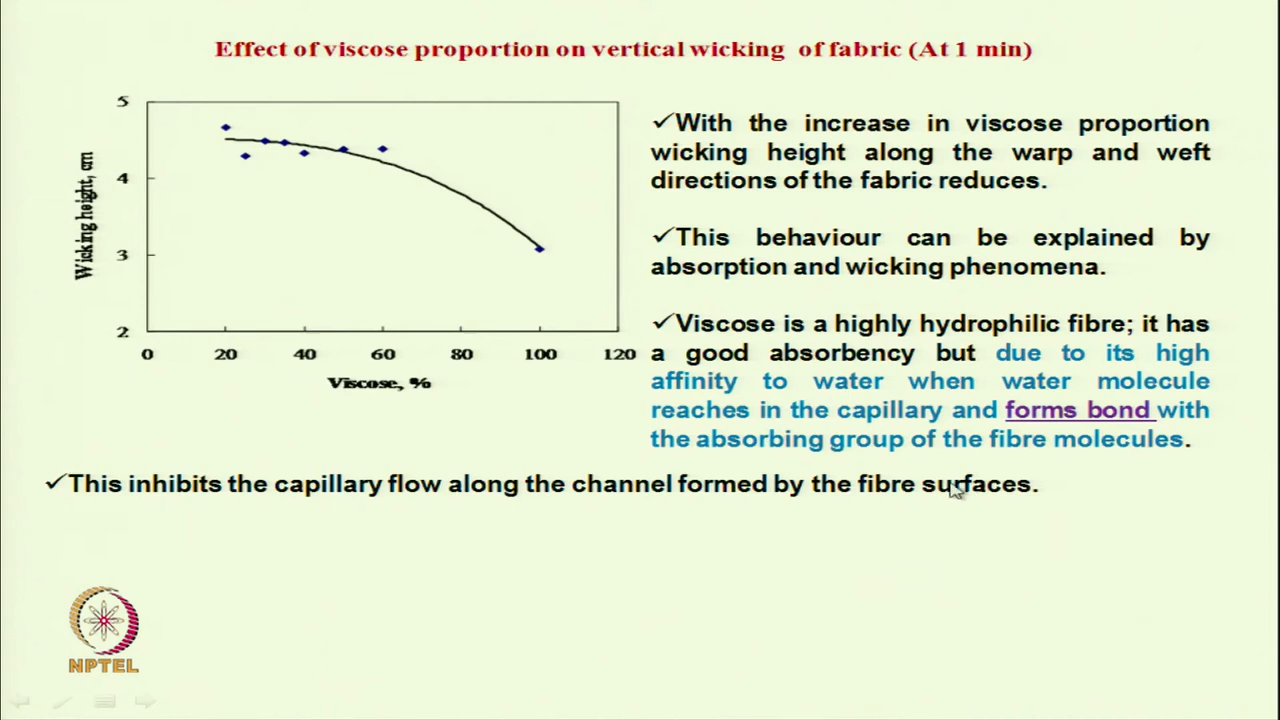 Effect of viscose proportion on vertical wicking of fabric (At 1 min)
5
4
3
2
Wicking height, cm
0 20 40 60 80 100 120
Viscose, %
✓With the increase in viscose proportion
wicking height along the warp and weft
directions of the fabric reduces.
✓This behaviour can be explained by
absorption and wicking phenomena.
✓Viscose is a highly hydrophilic fibre; it has
a good absorbency but due to its high
affinity to water when water molecule
reaches in the capillary and forms bond with
the absorbing group of the fibre molecules.
✓This inhibits the capillary flow along the channel formed by the fibre surfaces.
NPTEL